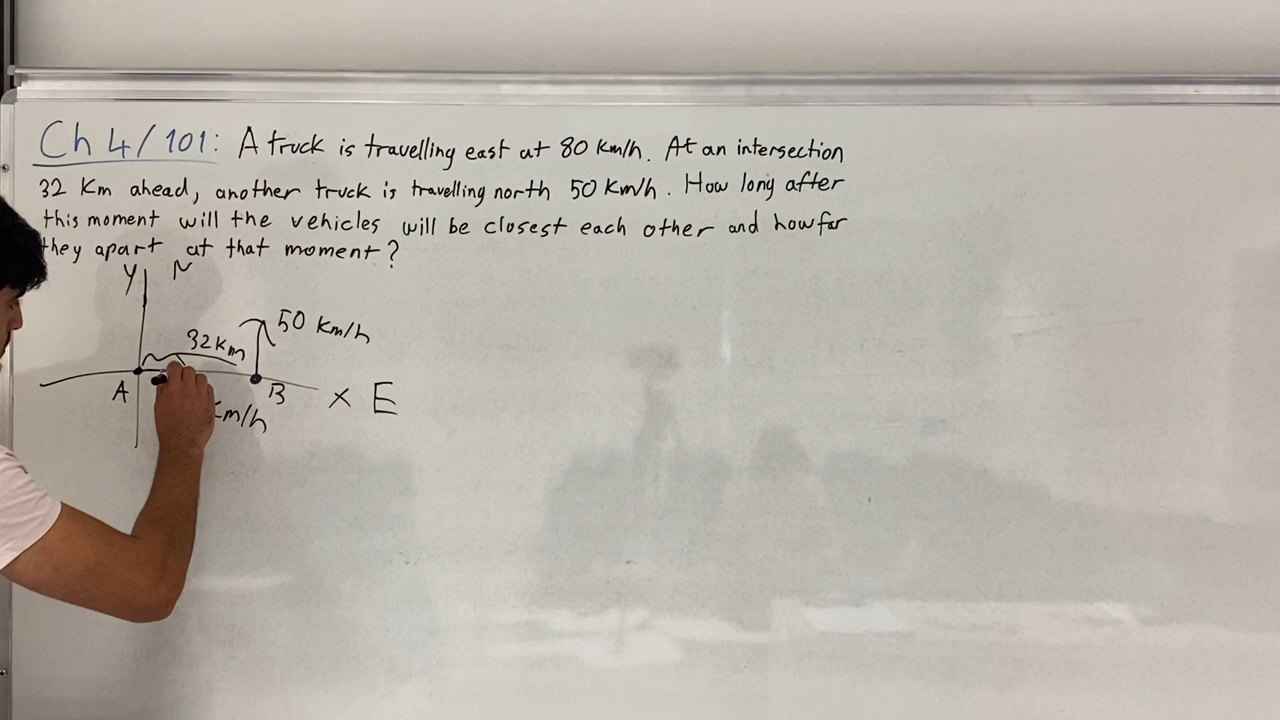 Ch 4/101: A truck is travelling east at 80 Km/h. At an intersection
32 Km ahead, another truck is travelling north 50 Km/h. How long after
this moment will the vehicles will be closest each other and how far
they apart at that moment?
Y N
50 Km/h
32 Km
A B X E
Km/h